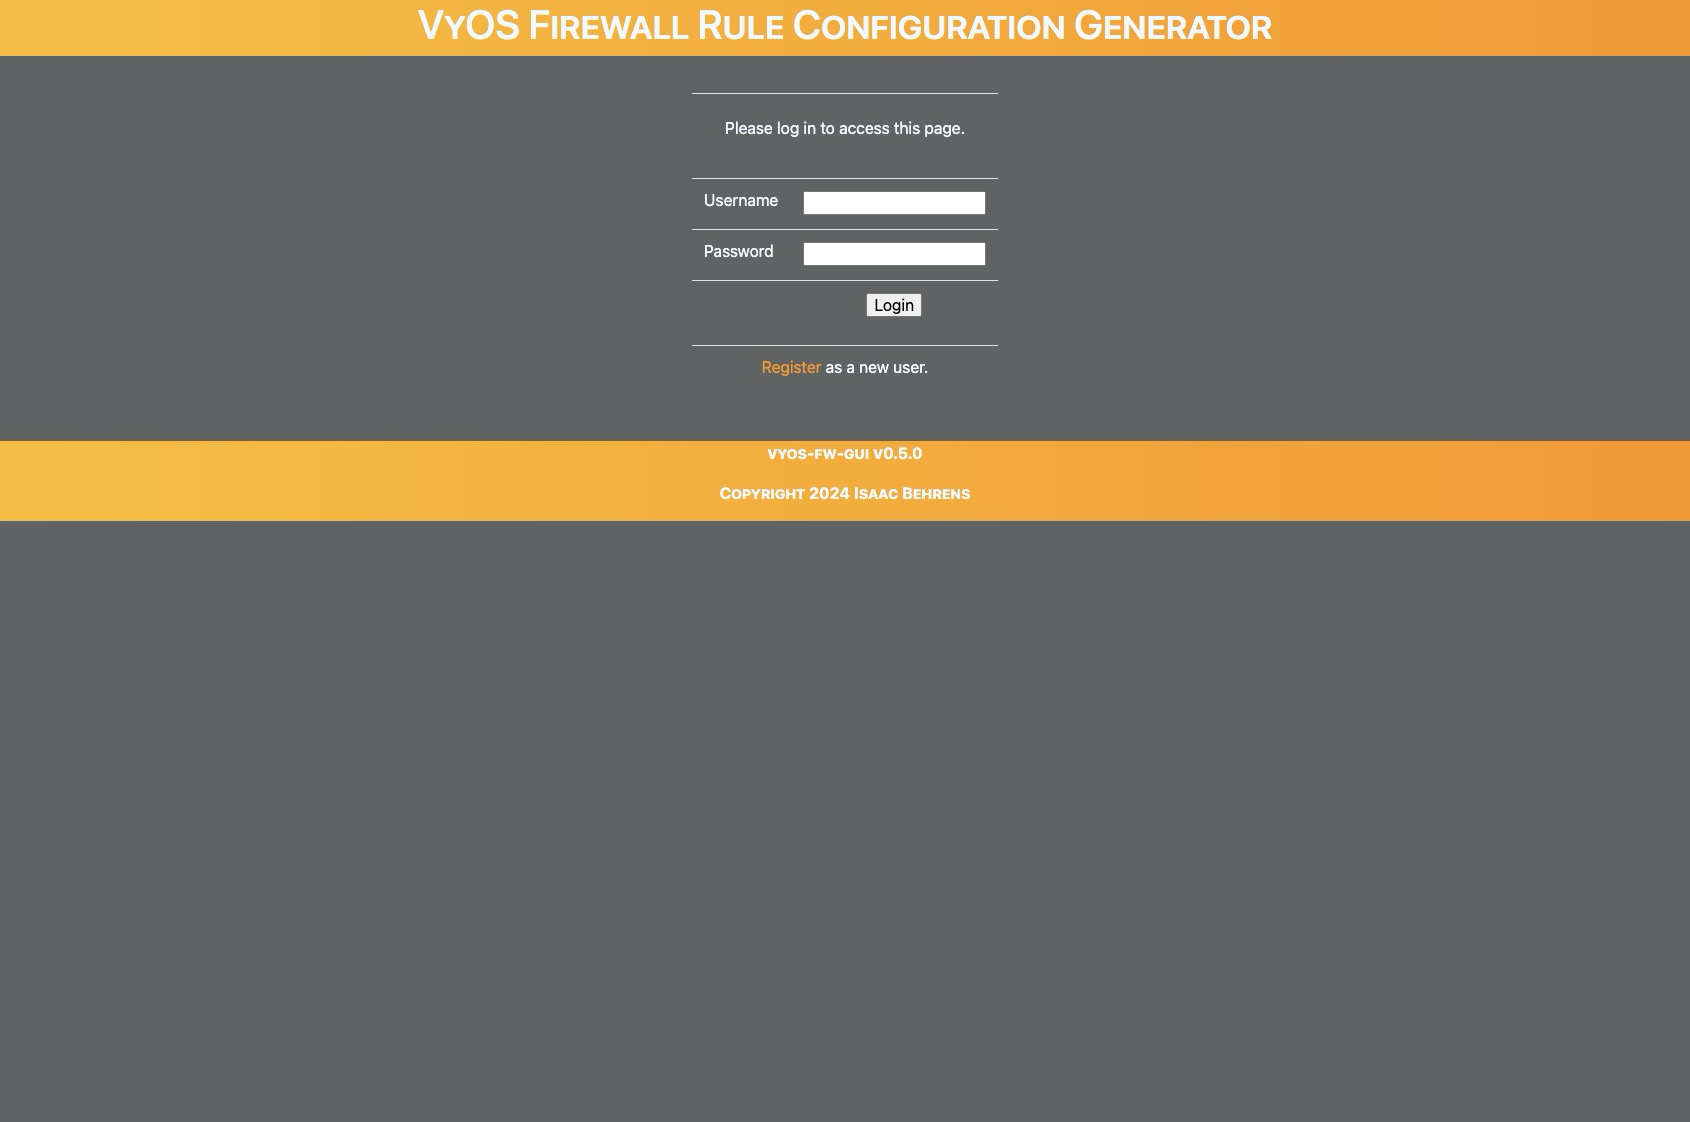 VyOS Firewall Rule Configuration Generator
Please log in to access this page.
Username
Password
Login
Register as a new user.
vyos-fw-gui v0.5.0
Copyright 2024 Isaac Behrens